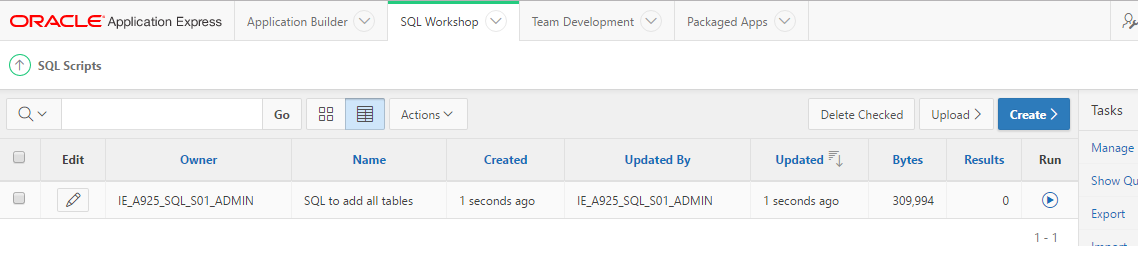 ORACLE Application Express Application Builder SQL Workshop Team Development Packaged Apps
SQL Scripts
Go Actions Delete Checked Upload > Create > Tasks
Edit Owner Name Created Updated By Updated Bytes Results Run
Manage
IE_A925_SQL_S01_ADMIN SQL to add all tables 1 seconds ago IE_A925_SQL_S01_ADMIN 1 seconds ago 309,994 0
Show Qu
Export
1 - 1